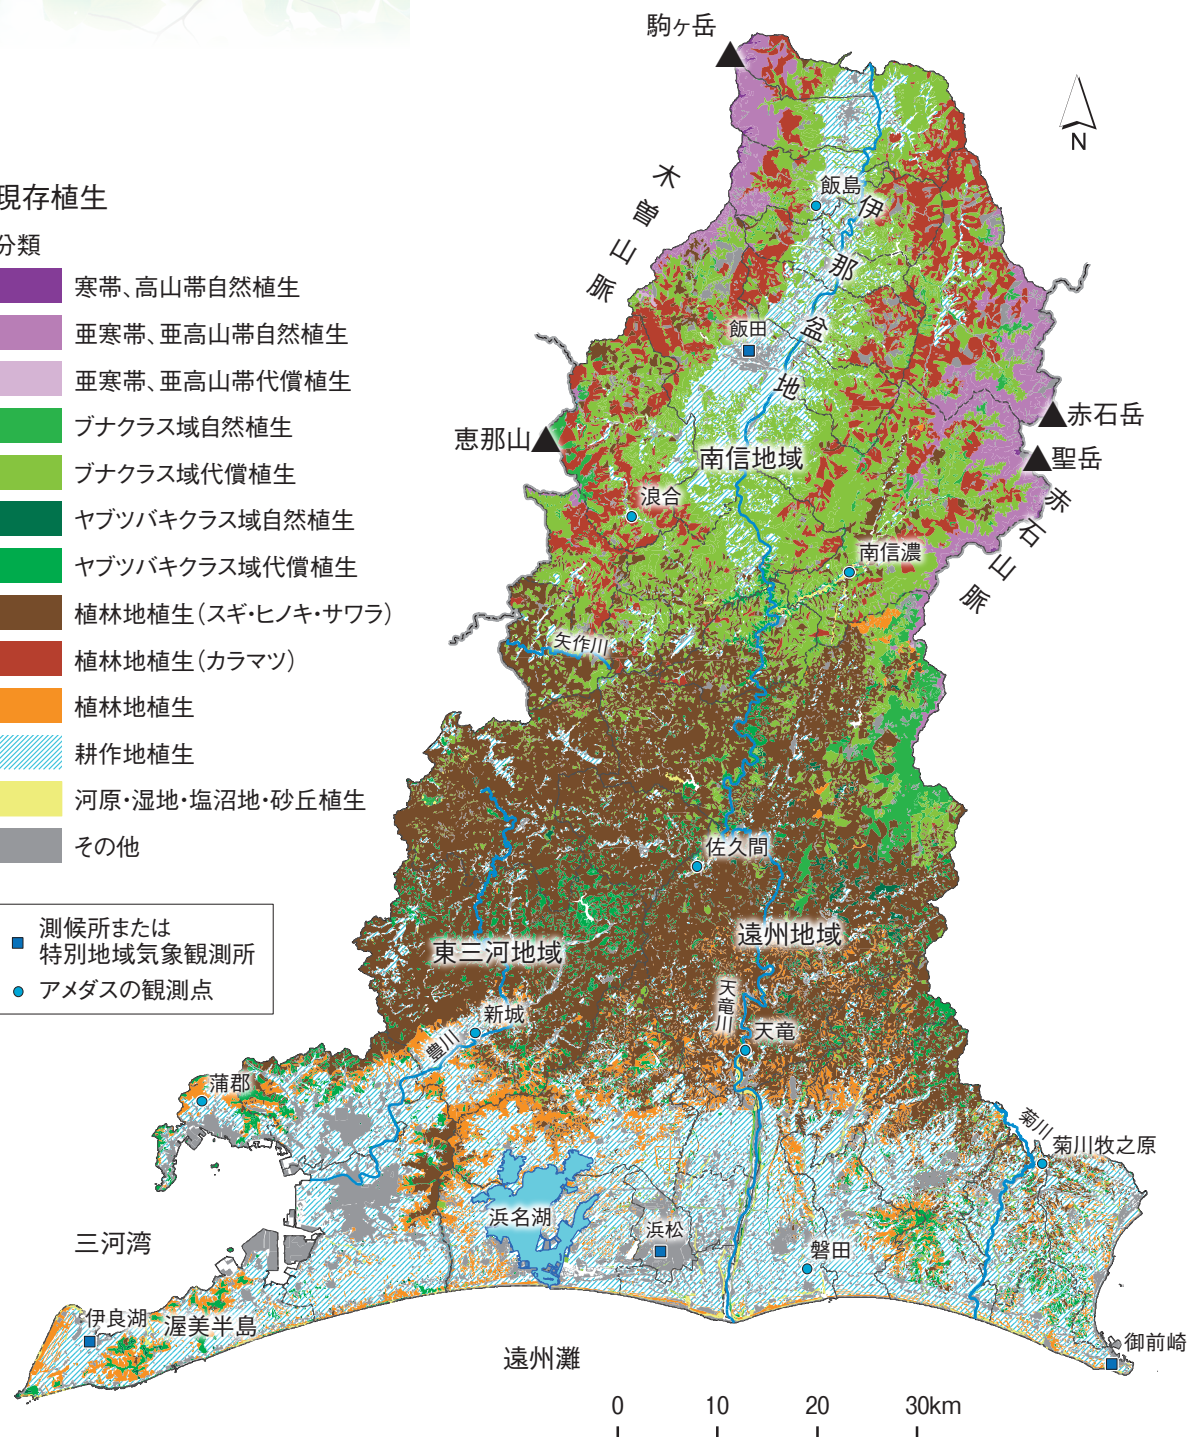 駒ヶ岳
N
木曽山脈
現存植生
分類
寒帯、高山帯自然植生
亜寒帯、亜高山帯自然植生
亜寒帯、亜高山帯代償植生
ブナクラス域自然植生
ブナクラス域代償植生
ヤブツバキクラス域自然植生
ヤブツバキクラス域代償植生
植林地植生(スギ・ヒノキ・サワラ)
植林地植生(カラマツ)
植林地植生
耕作地植生
河原・湿地・塩沼地・砂丘植生
その他
測候所または
特別地域気象観測所
アメダスの観測点
飯島
伊那盆地
飯田
赤石岳
恵那山
聖岳
南信地域
浪合
赤石山脈
南信濃
矢作川
佐久間
遠州地域
東三河地域
天竜川
新城
天竜
豊川
蒲郡
菊川
菊川牧之原
浜名湖
浜松
三河湾
磐田
伊良湖
渥美半島
御前崎
遠州灘
0 10 20 30km